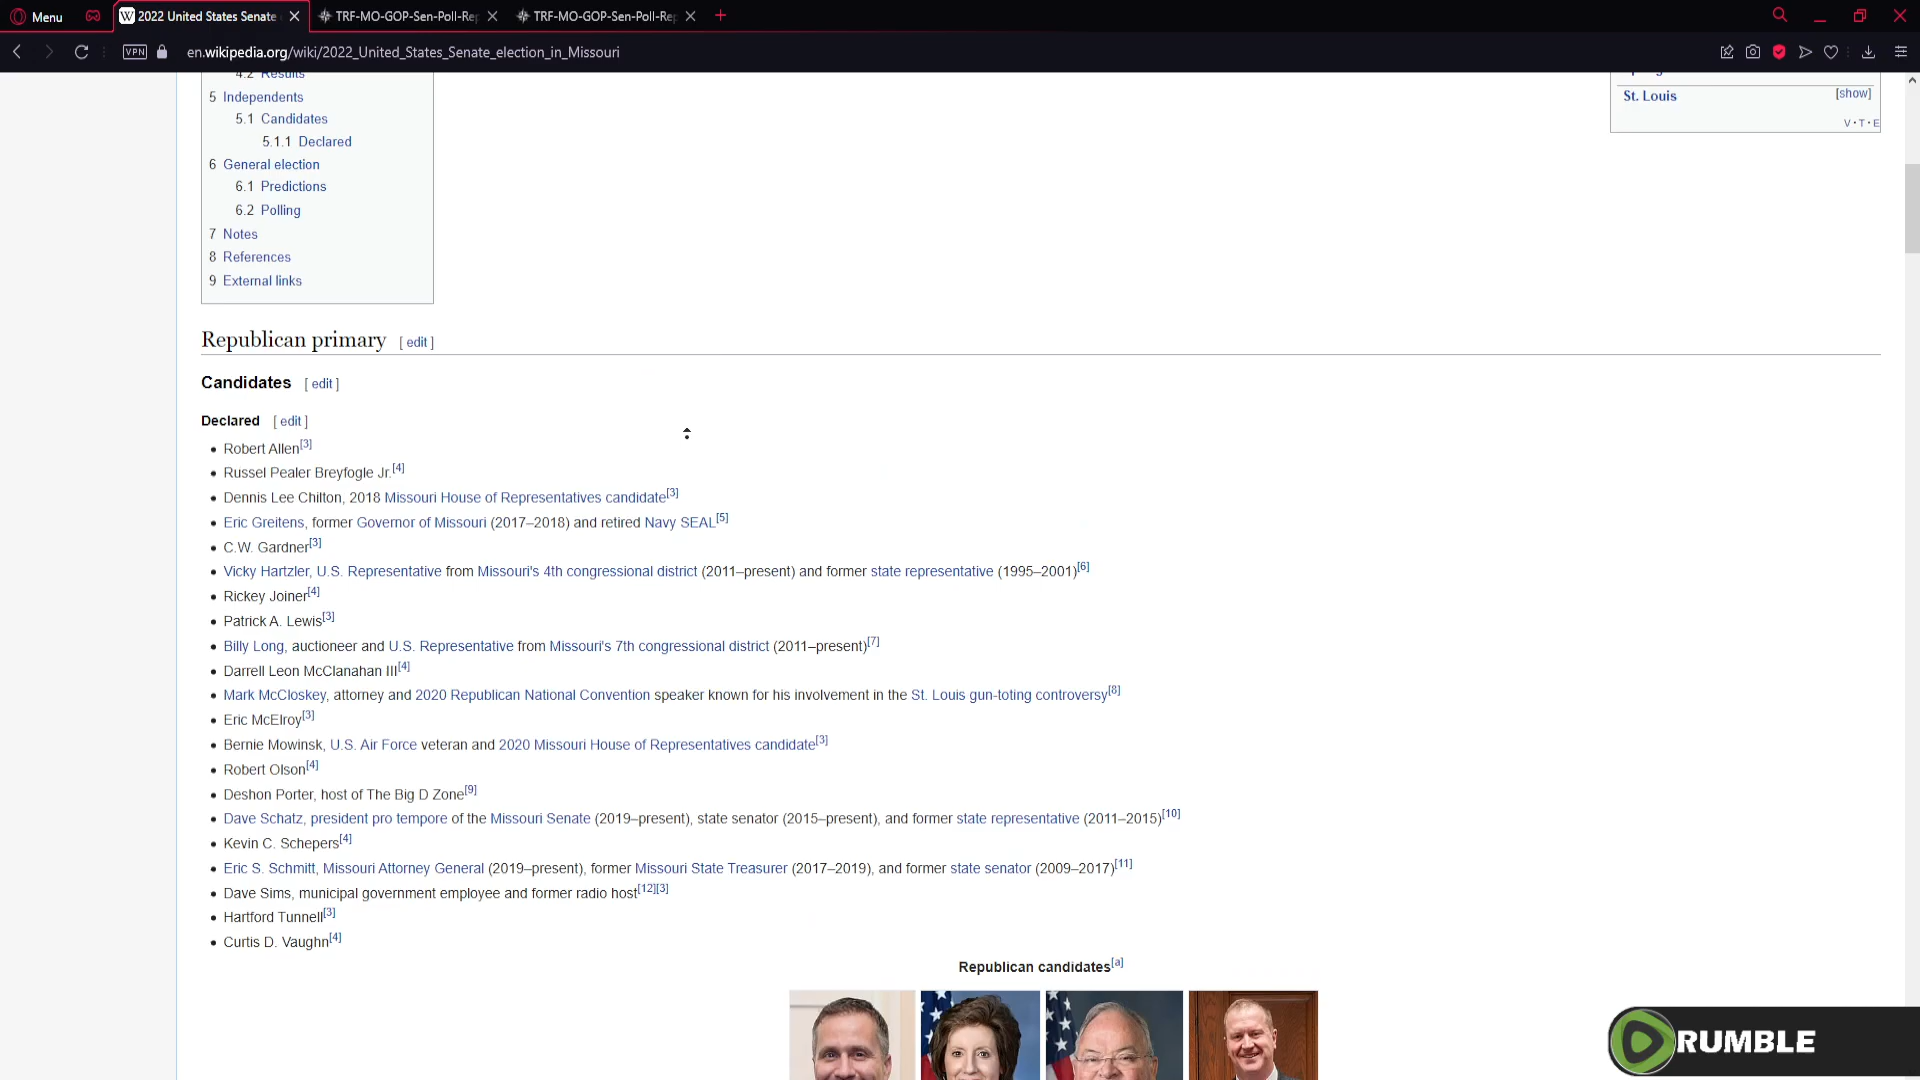 Menu
2022 United States Senate
TRF-MO-GOP-Sen-Poll-Re
TRF-MO-GOP-Sen-Poll-Re
VPN
en.wikipedia.org/wiki/2022_United_States_Senate_election_in_Missouri
4.2 Results
5 Independents
5.1 Candidates
5.1.1 Declared
6 General election
6.1 Predictions
6.2 Polling
7 Notes
8 References
9 External links
St. Louis [show]
V • T • E
Republican primary [ edit ]
Candidates [ edit ]
Declared [ edit ]
• Robert Allen[3]
• Russel Pealer Breyfogle Jr.[4]
• Dennis Lee Chilton, 2018 Missouri House of Representatives candidate[3]
• Eric Greitens, former Governor of Missouri (2017–2018) and retired Navy SEAL[5]
• C.W. Gardner[3]
• Vicky Hartzler, U.S. Representative from Missouri's 4th congressional district (2011–present) and former state representative (1995–2001)[6]
• Rickey Joiner[4]
• Patrick A. Lewis[3]
• Billy Long, auctioneer and U.S. Representative from Missouri's 7th congressional district (2011–present)[7]
• Darrell Leon McClanahan III[4]
• Mark McCloskey, attorney and 2020 Republican National Convention speaker known for his involvement in the St. Louis gun-toting controversy[8]
• Eric McElroy[3]
• Bernie Mowinsk, U.S. Air Force veteran and 2020 Missouri House of Representatives candidate[3]
• Robert Olson[4]
• Deshon Porter, host of The Big D Zone[9]
• Dave Schatz, president pro tempore of the Missouri Senate (2019–present), state senator (2015–present), and former state representative (2011–2015)[10]
• Kevin C. Schepers[4]
• Eric S. Schmitt, Missouri Attorney General (2019–present), former Missouri State Treasurer (2017–2019), and former state senator (2009–2017)[11]
• Dave Sims, municipal government employee and former radio host[12][3]
• Hartford Tunnell[3]
• Curtis D. Vaughn[4]
Republican candidates[a]
RUMBLE